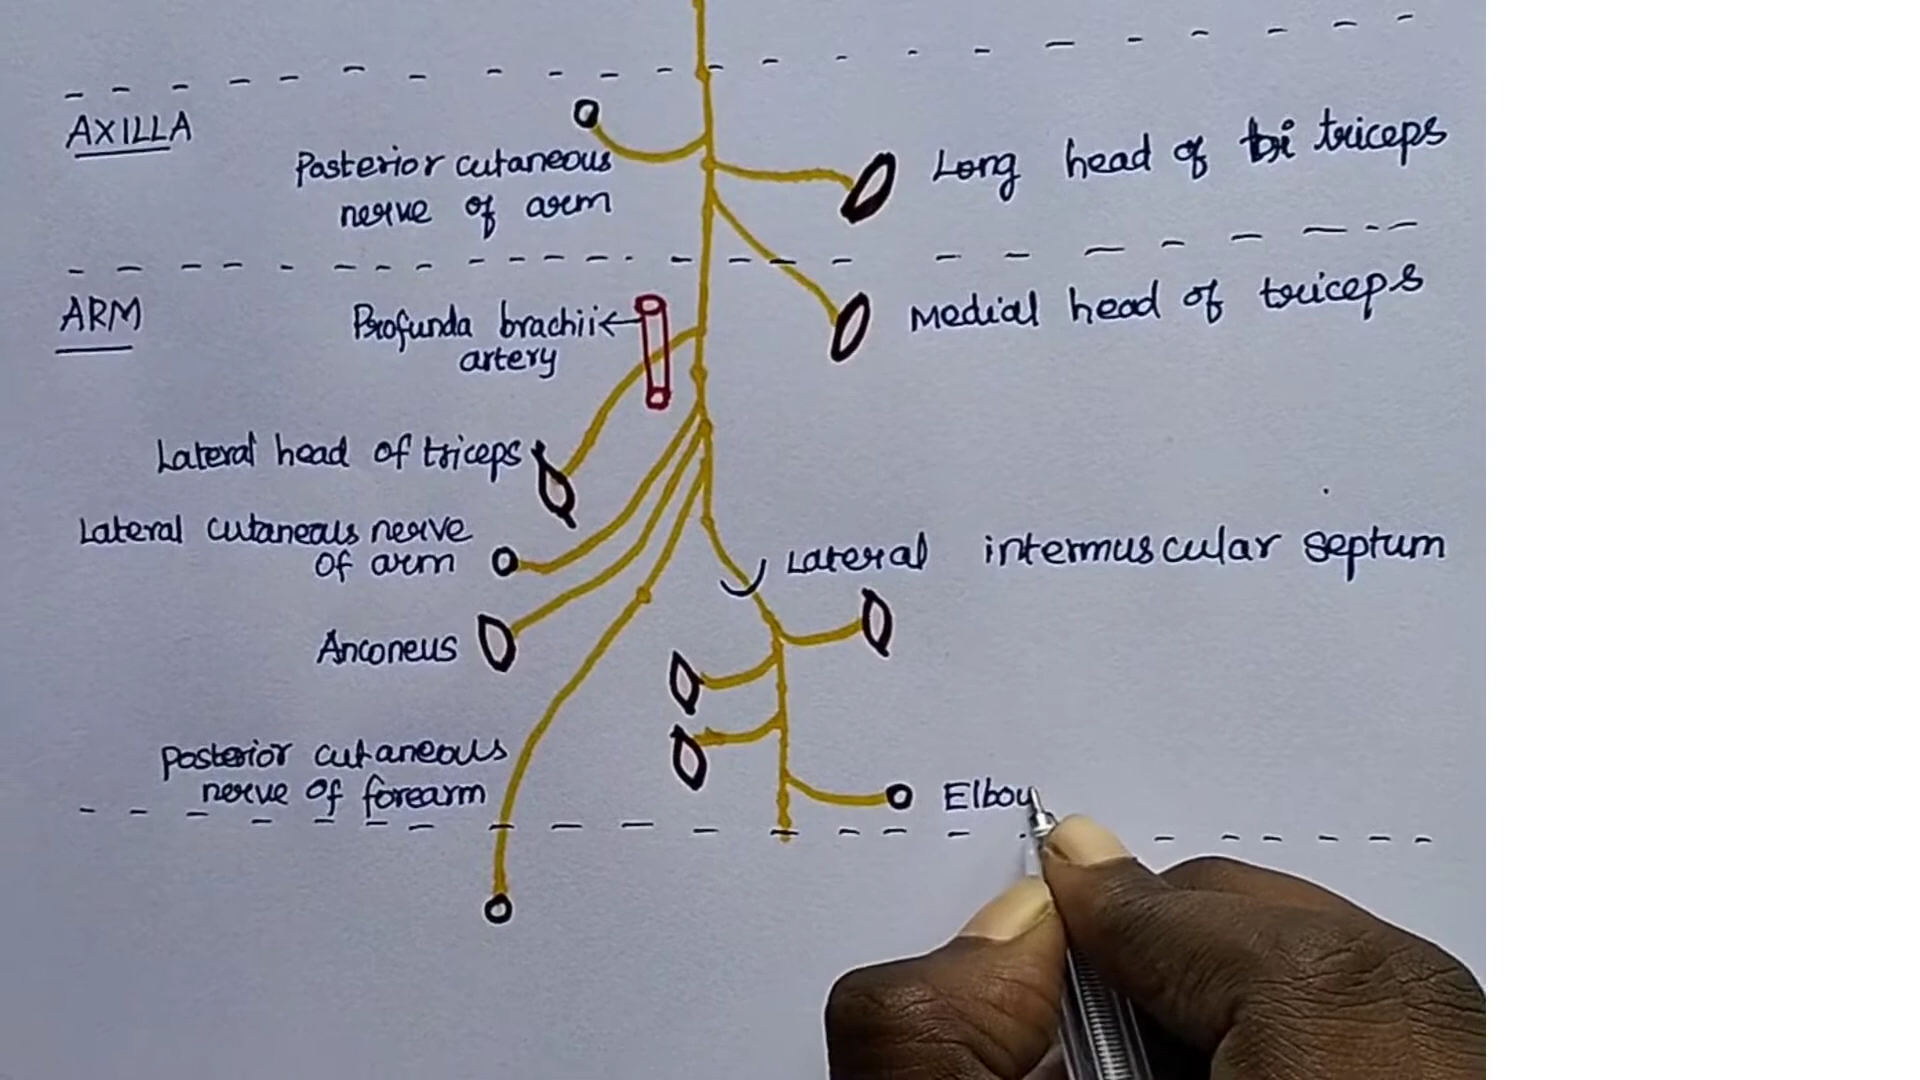 AXILLA
Posterior cutaneous
nerve of arm
Long head of tri triceps
ARM
Profunda brachii
artery
Medial head of triceps
Lateral head of triceps
Lateral cutaneous nerve
of arm
Lateral intermuscular septum
Anconeus
Posterior cutaneous
nerve of forearm
Elbow